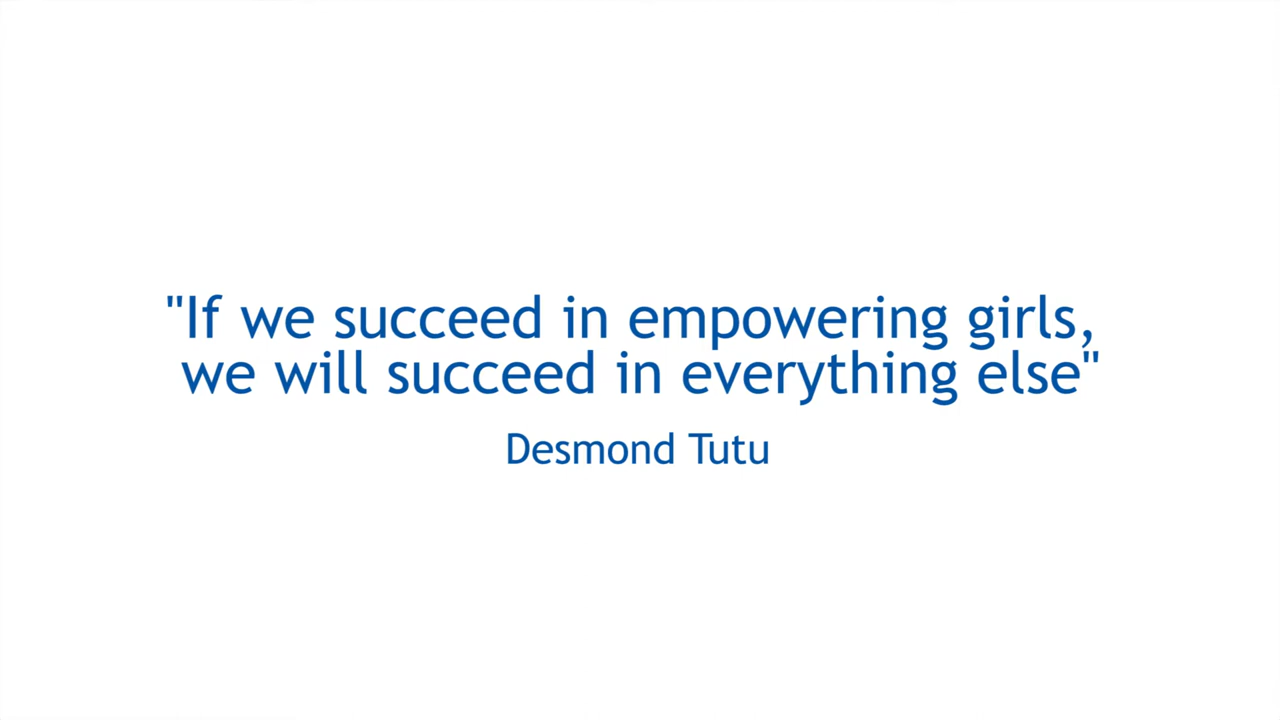 "If we succeed in empowering girls,
we will succeed in everything else"
Desmond Tutu